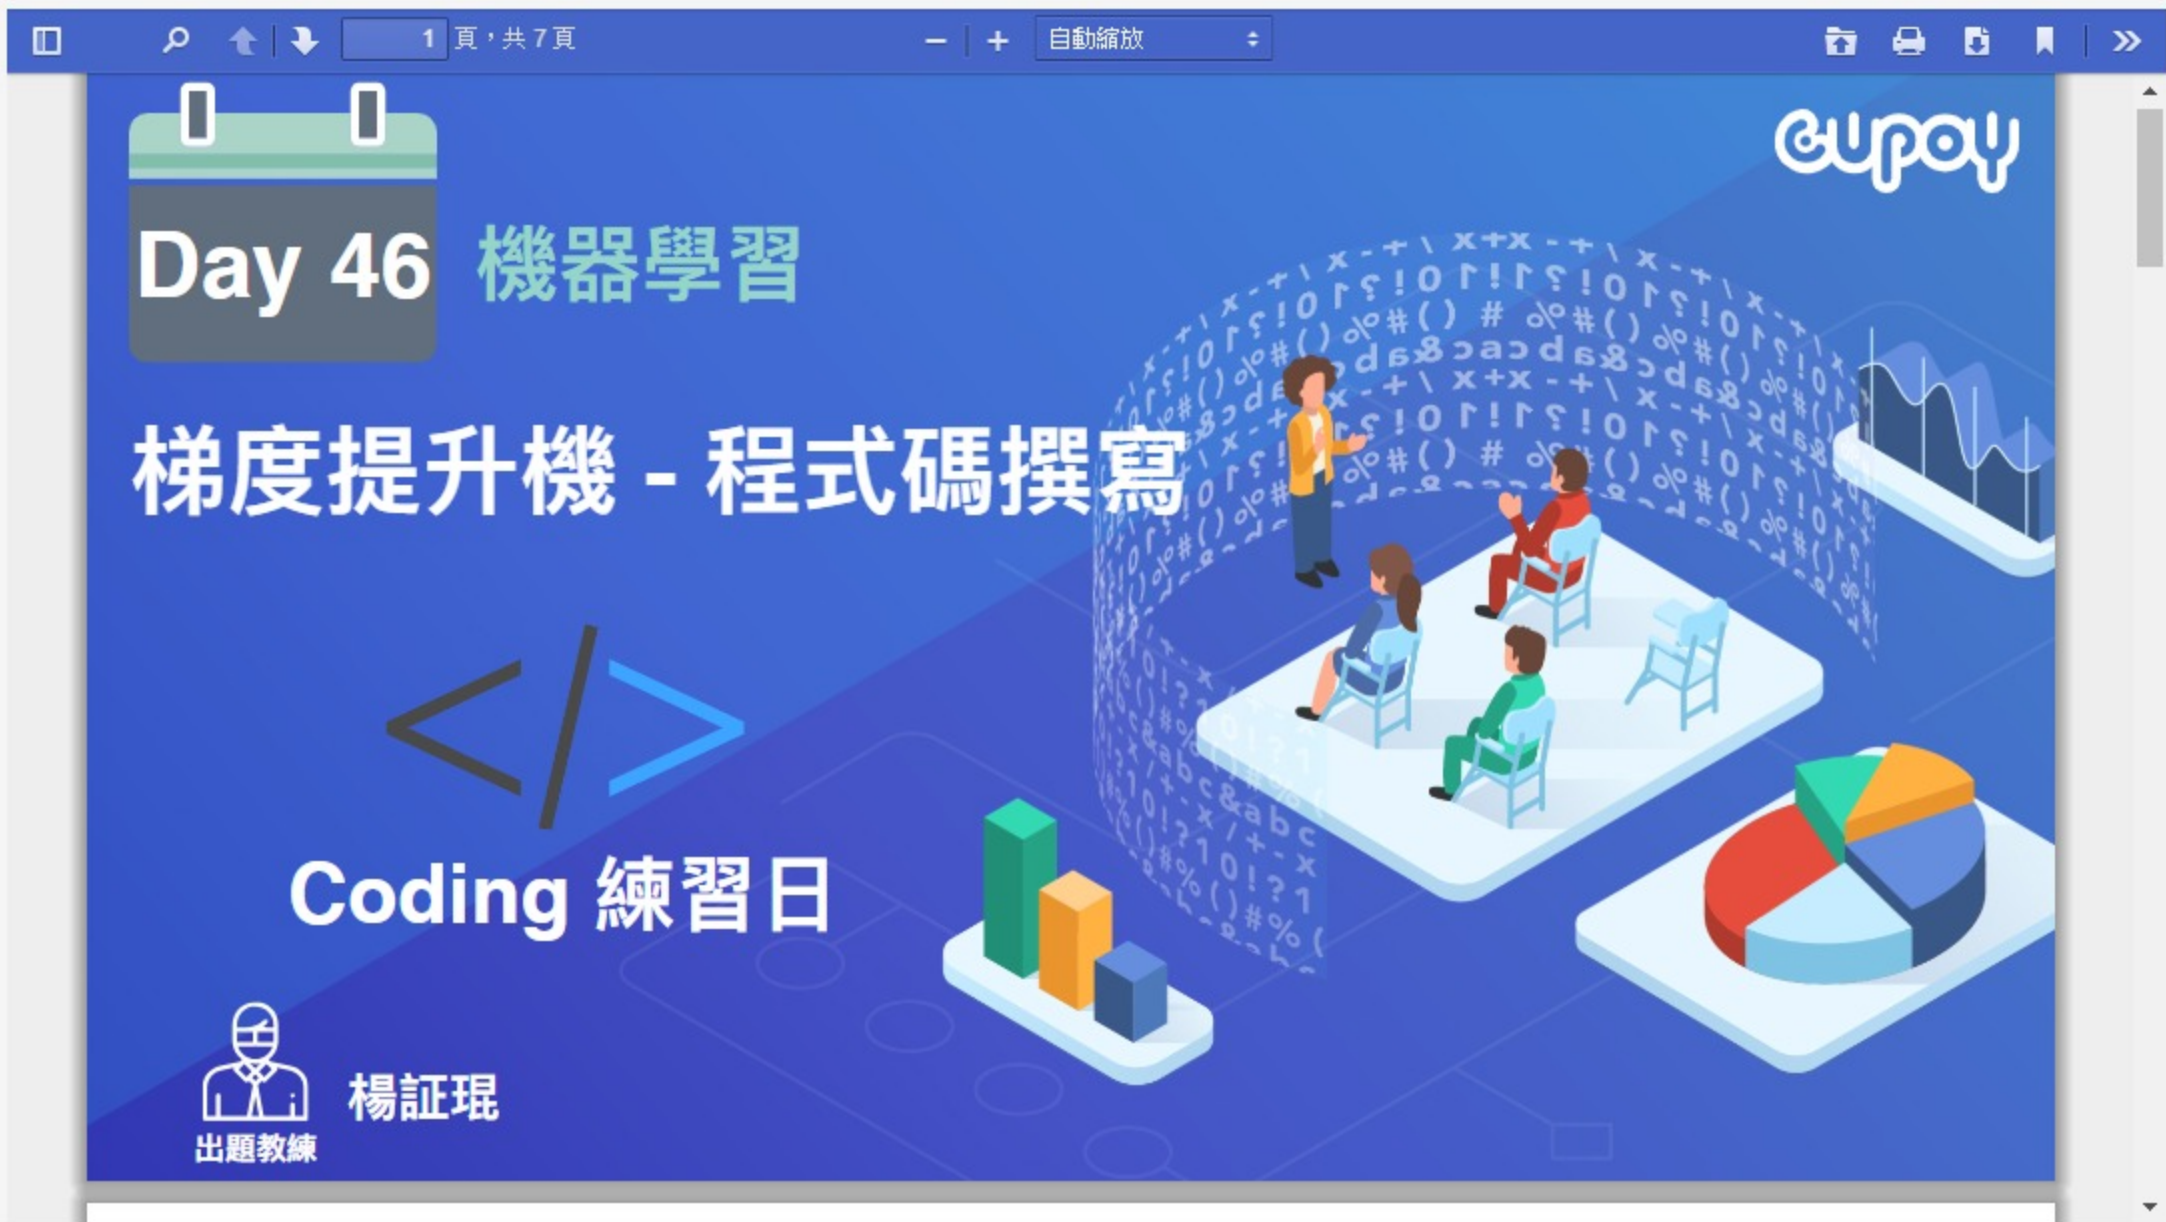 1 頁，共 7 頁
自動縮放
cupoy
Day 46 機器學習
梯度提升機 - 程式碼撰寫
</>
Coding 練習日
楊証琨
出題教練